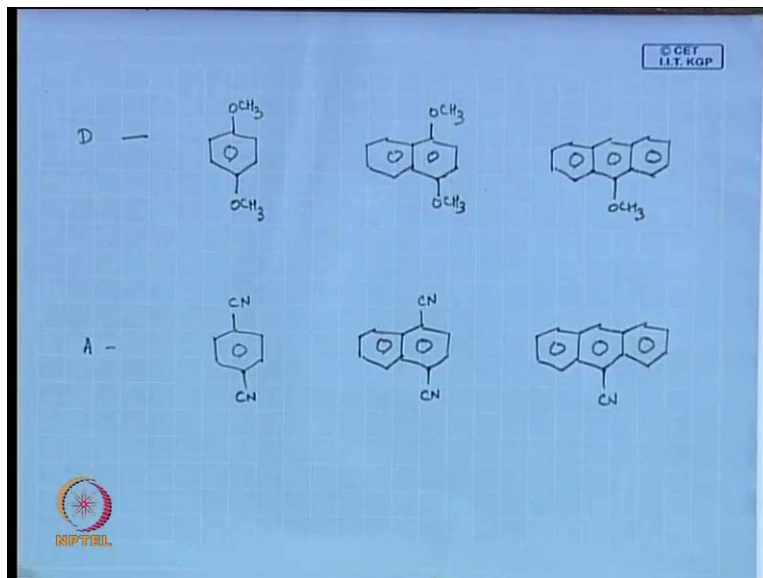 © CET
I.I.T. KGP
D —
OCH3
OCH3
OCH3
OCH3
OCH3
A -
CN
CN
CN
CN
CN
NPTEL